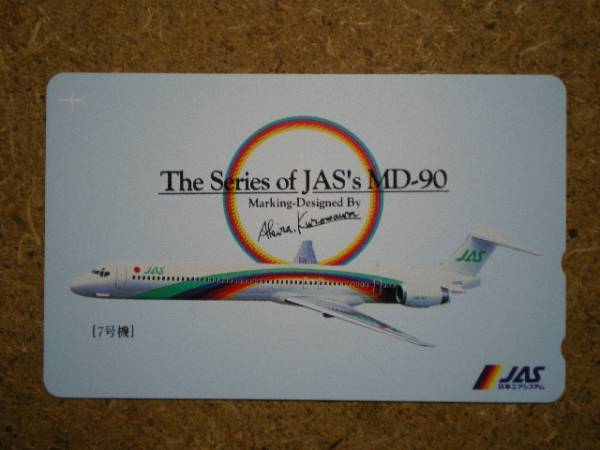 The Series of JAS's MD-90
Marking-Designed By
Akira. Kurosawa
JAS
JAS
[7号機]
JAS
日本エアシステム